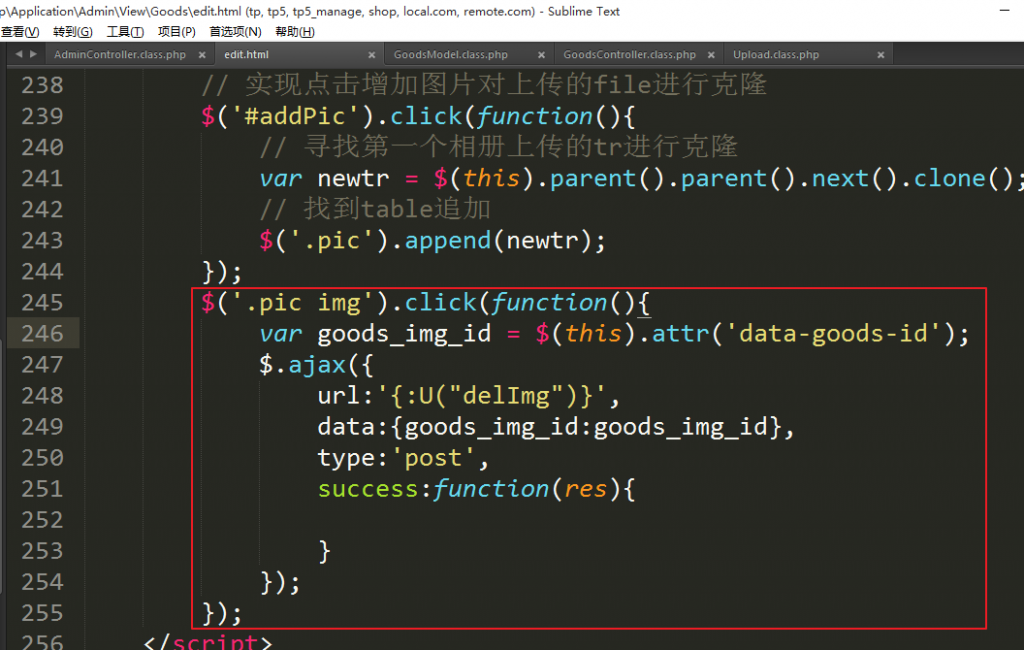 p\Application\Admin\View\Goods\edit.html (tp, tp5, tp5_manage, shop, local.com, remote.com) - Sublime Text
查看(V) 转到(G) 工具(T) 项目(P) 首选项(N) 帮助(H)
AdminController.class.php × edit.html × GoodsModel.class.php × GoodsController.class.php × Upload.class.php ×
238 // 实现点击增加图片对上传的file进行克隆
239 $('#addPic').click(function(){
240 // 寻找第一个相册上传的tr进行克隆
241 var newtr = $(this).parent().parent().next().clone();
242 // 找到table追加
243 $('.pic').append(newtr);
244 });
245 $('.pic img').click(function(){
246 var goods_img_id = $(this).attr('data-goods-id');
247 $.ajax({
248 url:'{:U("delImg")}',
249 data:{goods_img_id:goods_img_id},
250 type:'post',
251 success:function(res){
252
253 }
254 });
255 });
256 </script>